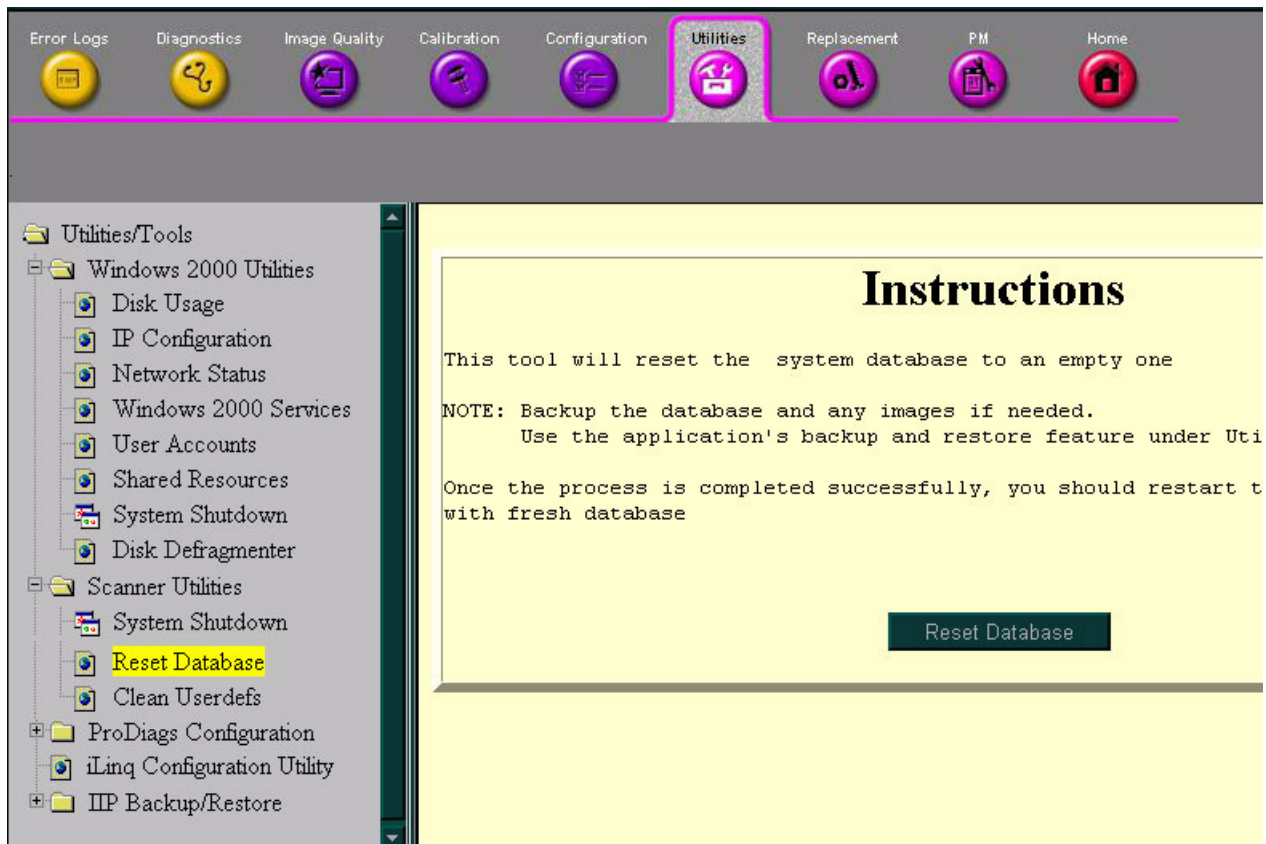 Error Logs
Diagnostics
Image Quality
Calibration
Configuration
Utilities
Replacement
PM
Home
Utilities/Tools
Windows 2000 Utilities
Disk Usage
IP Configuration
Network Status
Windows 2000 Services
User Accounts
Shared Resources
System Shutdown
Disk Defragmenter
Scanner Utilities
System Shutdown
Reset Database
Clean Userdefs
ProDiags Configuration
iLinq Configuration Utility
IIP Backup/Restore
Instructions
This tool will reset the  system database to an empty one
NOTE: Backup the database and any images if needed.
Use the application's backup and restore feature under Uti
Once the process is completed successfully, you should restart t
with fresh database
Reset Database